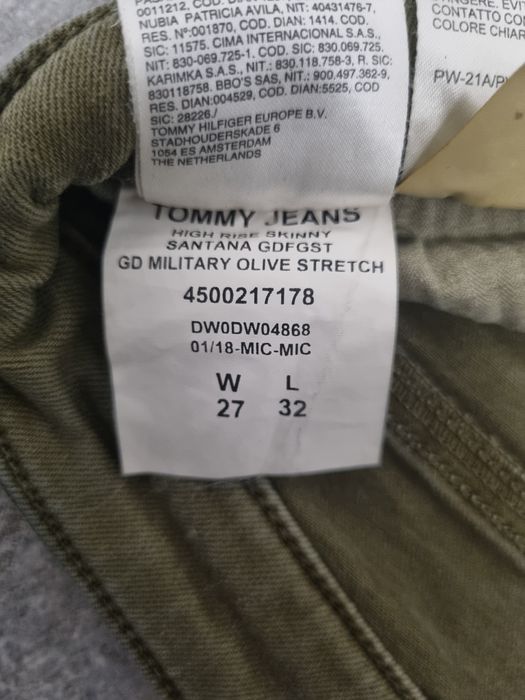 0011212, COD.
NUBIA PATRICIA AVILA, NIT: 40431476-7,
RES. Nº:001870, COD. DIAN: 1414. COD.
SIC: 11575. CIMA INTERNACIONAL S.A.S.,
NIT: 830-069.725-1. COD. SIC: 830.069.725.
KARIMKA S.A.S., NIT.: 830.118.758-3, R. SIC:
830118758. BBO'S SAS, NIT.: 900.497.362-9,
RES. DIAN:004529, COD. DIAN:5525, COD
SIC: 28226./
TOMMY HILFIGER EUROPE B.V.
STADHOUDERSKADE 6
1054 ES AMSTERDAM
THE NETHERLANDS
CONTATTO CO
COLORE CHIAR
PW-21A/P
TOMMY JEANS
HIGH RISE SKINNY
SANTANA GDFGST
GD MILITARY OLIVE STRETCH
4500217178
DW0DW04868
01/18-MIC-MIC
W L
27 32